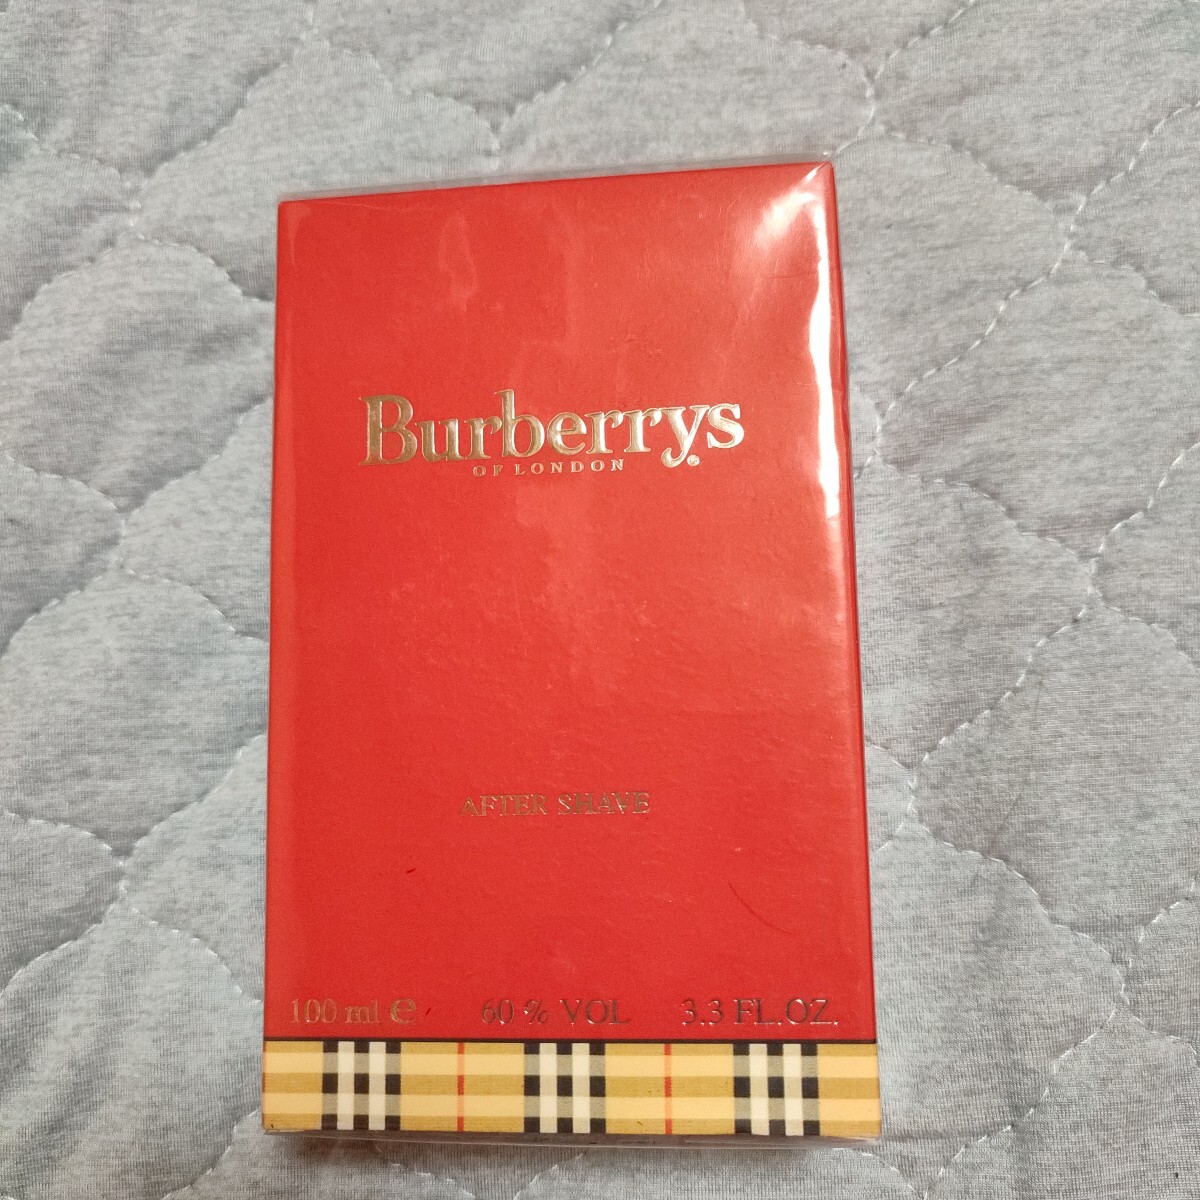 Burberrys
OF LONDON
AFTER SHAVE
100 ml ℮ 60 % VOL 3.3 FL.OZ.